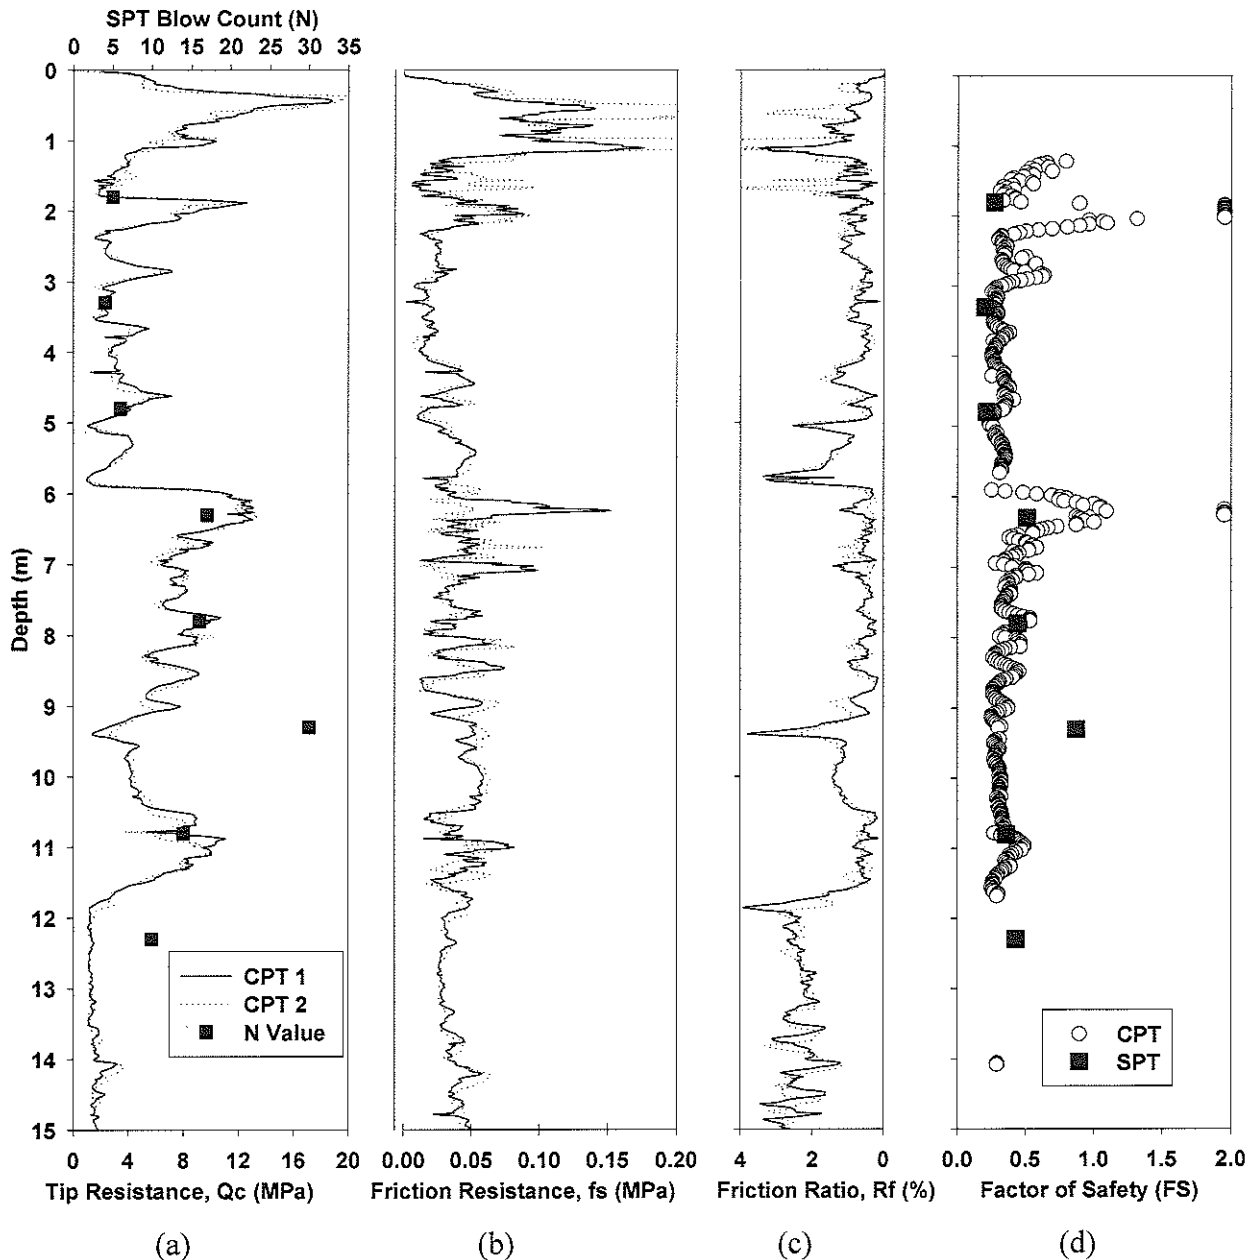 SPT Blow Count (N)
0 5 10 15 20 25 30 35
0
1
2
3
4
5
6
7
8
9
10
11
12
13
14
15
Depth (m)
CPT 1
CPT 2
N Value
CPT
SPT
0 4 8 12 16 20
0.00 0.05 0.10 0.15 0.20
4 2 0
0.0 0.5 1.0 1.5 2.0
Tip Resistance, Qc (MPa)
Friction Resistance, fs (MPa)
Friction Ratio, Rf (%)
Factor of Safety (FS)
(a) (b) (c) (d)